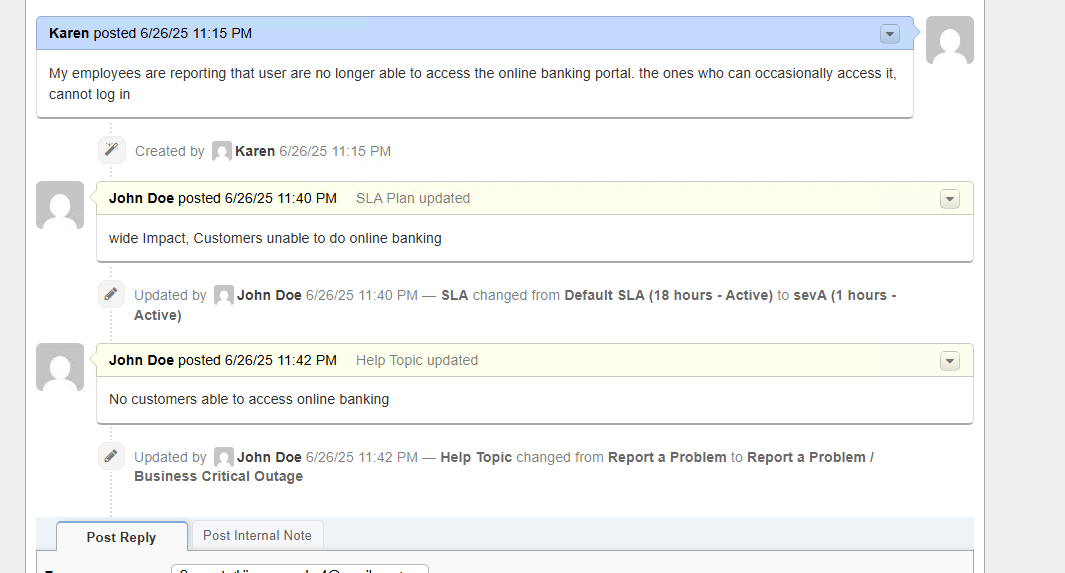 Karen posted 6/26/25 11:15 PM
My employees are reporting that user are no longer able to access the online banking portal. the ones who can occasionally access it,
cannot log in
Created by Karen 6/26/25 11:15 PM
John Doe posted 6/26/25 11:40 PM SLA Plan updated
wide Impact, Customers unable to do online banking
Updated by John Doe 6/26/25 11:40 PM — SLA changed from Default SLA (18 hours - Active) to sevA (1 hours -
Active)
John Doe posted 6/26/25 11:42 PM Help Topic updated
No customers able to access online banking
Updated by John Doe 6/26/25 11:42 PM — Help Topic changed from Report a Problem to Report a Problem /
Business Critical Outage
Post Reply Post Internal Note